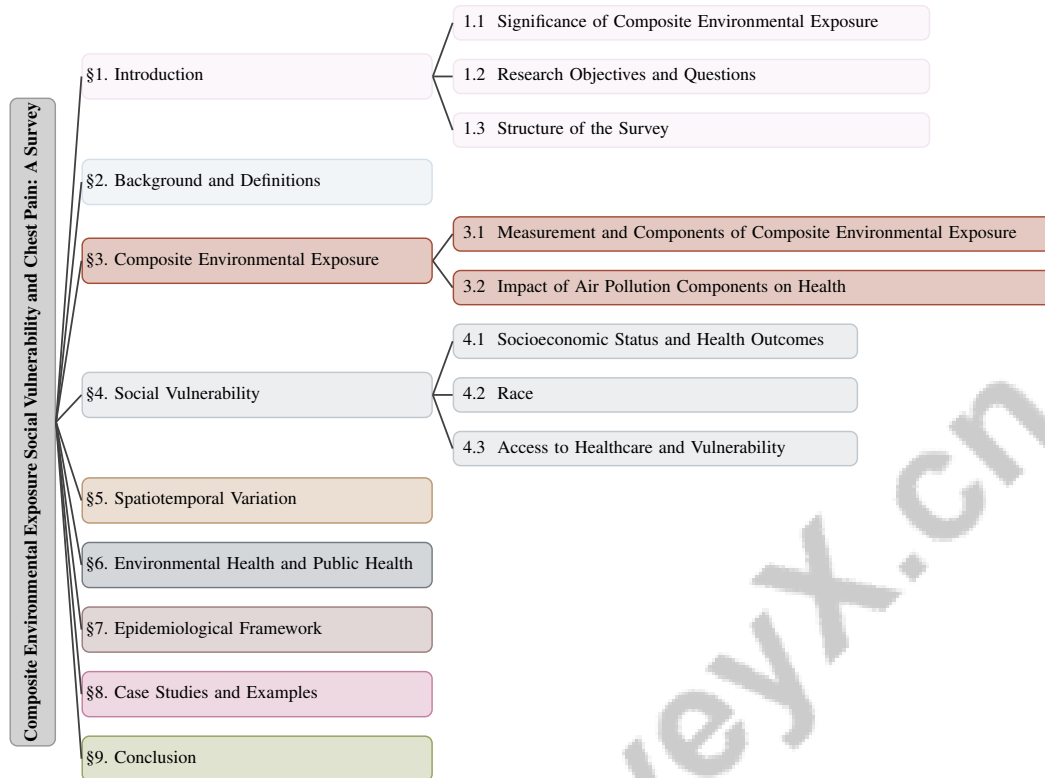 Composite Environmental Exposure Social Vulnerability and Chest Pain: A Survey
§1. Introduction
1.1 Significance of Composite Environmental Exposure
1.2 Research Objectives and Questions
1.3 Structure of the Survey
§2. Background and Definitions
§3. Composite Environmental Exposure
3.1 Measurement and Components of Composite Environmental Exposure
3.2 Impact of Air Pollution Components on Health
§4. Social Vulnerability
4.1 Socioeconomic Status and Health Outcomes
4.2 Race
4.3 Access to Healthcare and Vulnerability
§5. Spatiotemporal Variation
§6. Environmental Health and Public Health
§7. Epidemiological Framework
§8. Case Studies and Examples
§9. Conclusion
eyX.cn